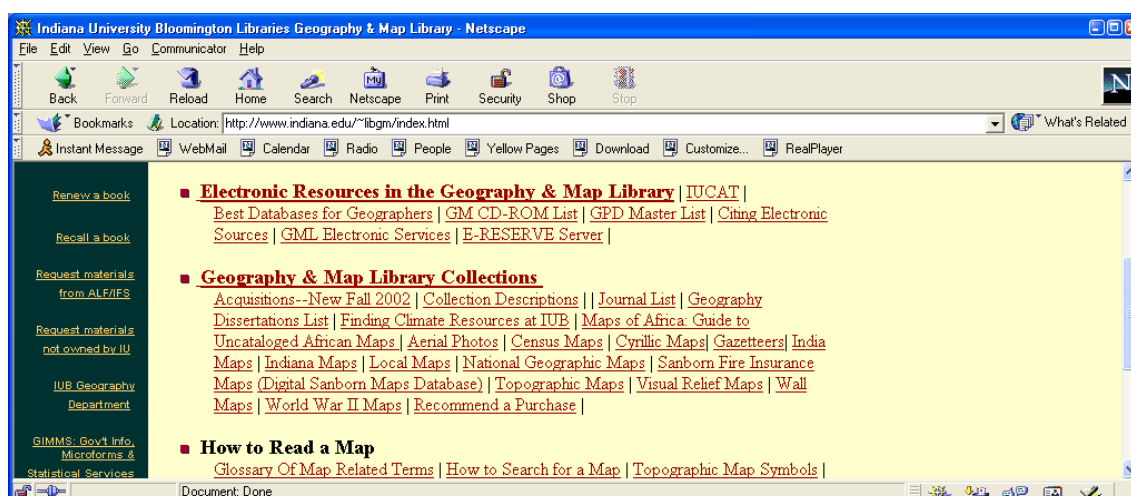 Indiana University Bloomington Libraries Geography & Map Library - Netscape
File Edit View Go Communicator Help
My
Back Forward Reload Home Search Netscape Print Security Shop Stop
N
Bookmarks Location: http://www.indiana.edu/~libgm/index.html What's Related
Instant Message WebMail Calendar Radio People Yellow Pages Download Customize... RealPlayer
Renew a book
Recall a book
Request materials
from ALF/IFS
Request materials
not owned by IU
IUB Geography
Department
GIMMS: Gov't Info,
Microforms &
Statistical Services
Electronic Resources in the Geography & Map Library | IUCAT |
Best Databases for Geographers | GM CD-ROM List | GPD Master List | Citing Electronic
Sources | GML Electronic Services | E-RESERVE Server |
Geography & Map Library Collections
Acquisitions--New Fall 2002 | Collection Descriptions | | Journal List | Geography
Dissertations List | Finding Climate Resources at IUB | Maps of Africa: Guide to
Uncataloged African Maps | Aerial Photos | Census Maps | Cyrillic Maps| Gazetteers| India
Maps | Indiana Maps | Local Maps | National Geographic Maps | Sanborn Fire Insurance
Maps (Digital Sanborn Maps Database) | Topographic Maps | Visual Relief Maps | Wall
Maps | World War II Maps | Recommend a Purchase |
How to Read a Map
Glossary Of Map Related Terms | How to Search for a Map | Topographic Map Symbols |
Document: Done